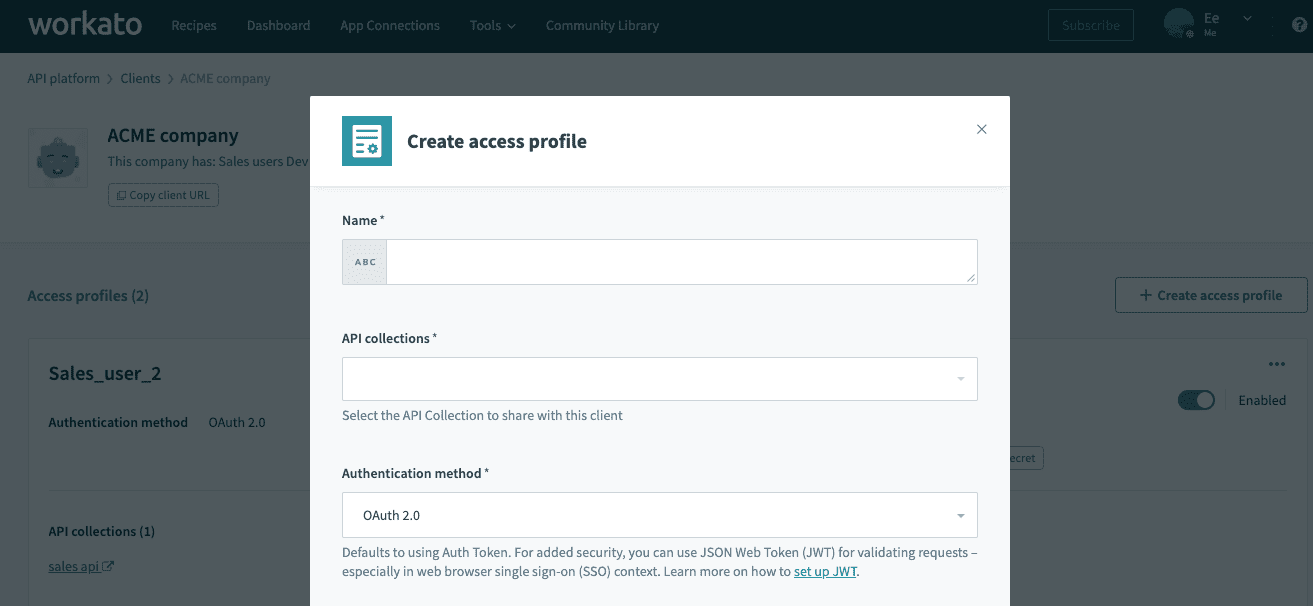 workato Recipes Dashboard App Connections Tools Community Library Subscribe Ee
Me
API platform > Clients > ACME company
ACME company
This company has: Sales users Dev
Copy client URL
Create access profile
Access profiles (2)
+ Create access profile
Name *
ABC
API collections *
Select the API Collection to share with this client
Authentication method *
OAuth 2.0
Defaults to using Auth Token. For added security, you can use JSON Web Token (JWT) for validating requests –
especially in web browser single sign-on (SSO) context. Learn more on how to set up JWT.
Sales_user_2
Enabled
Authentication method OAuth 2.0
ecret
API collections (1)
sales api